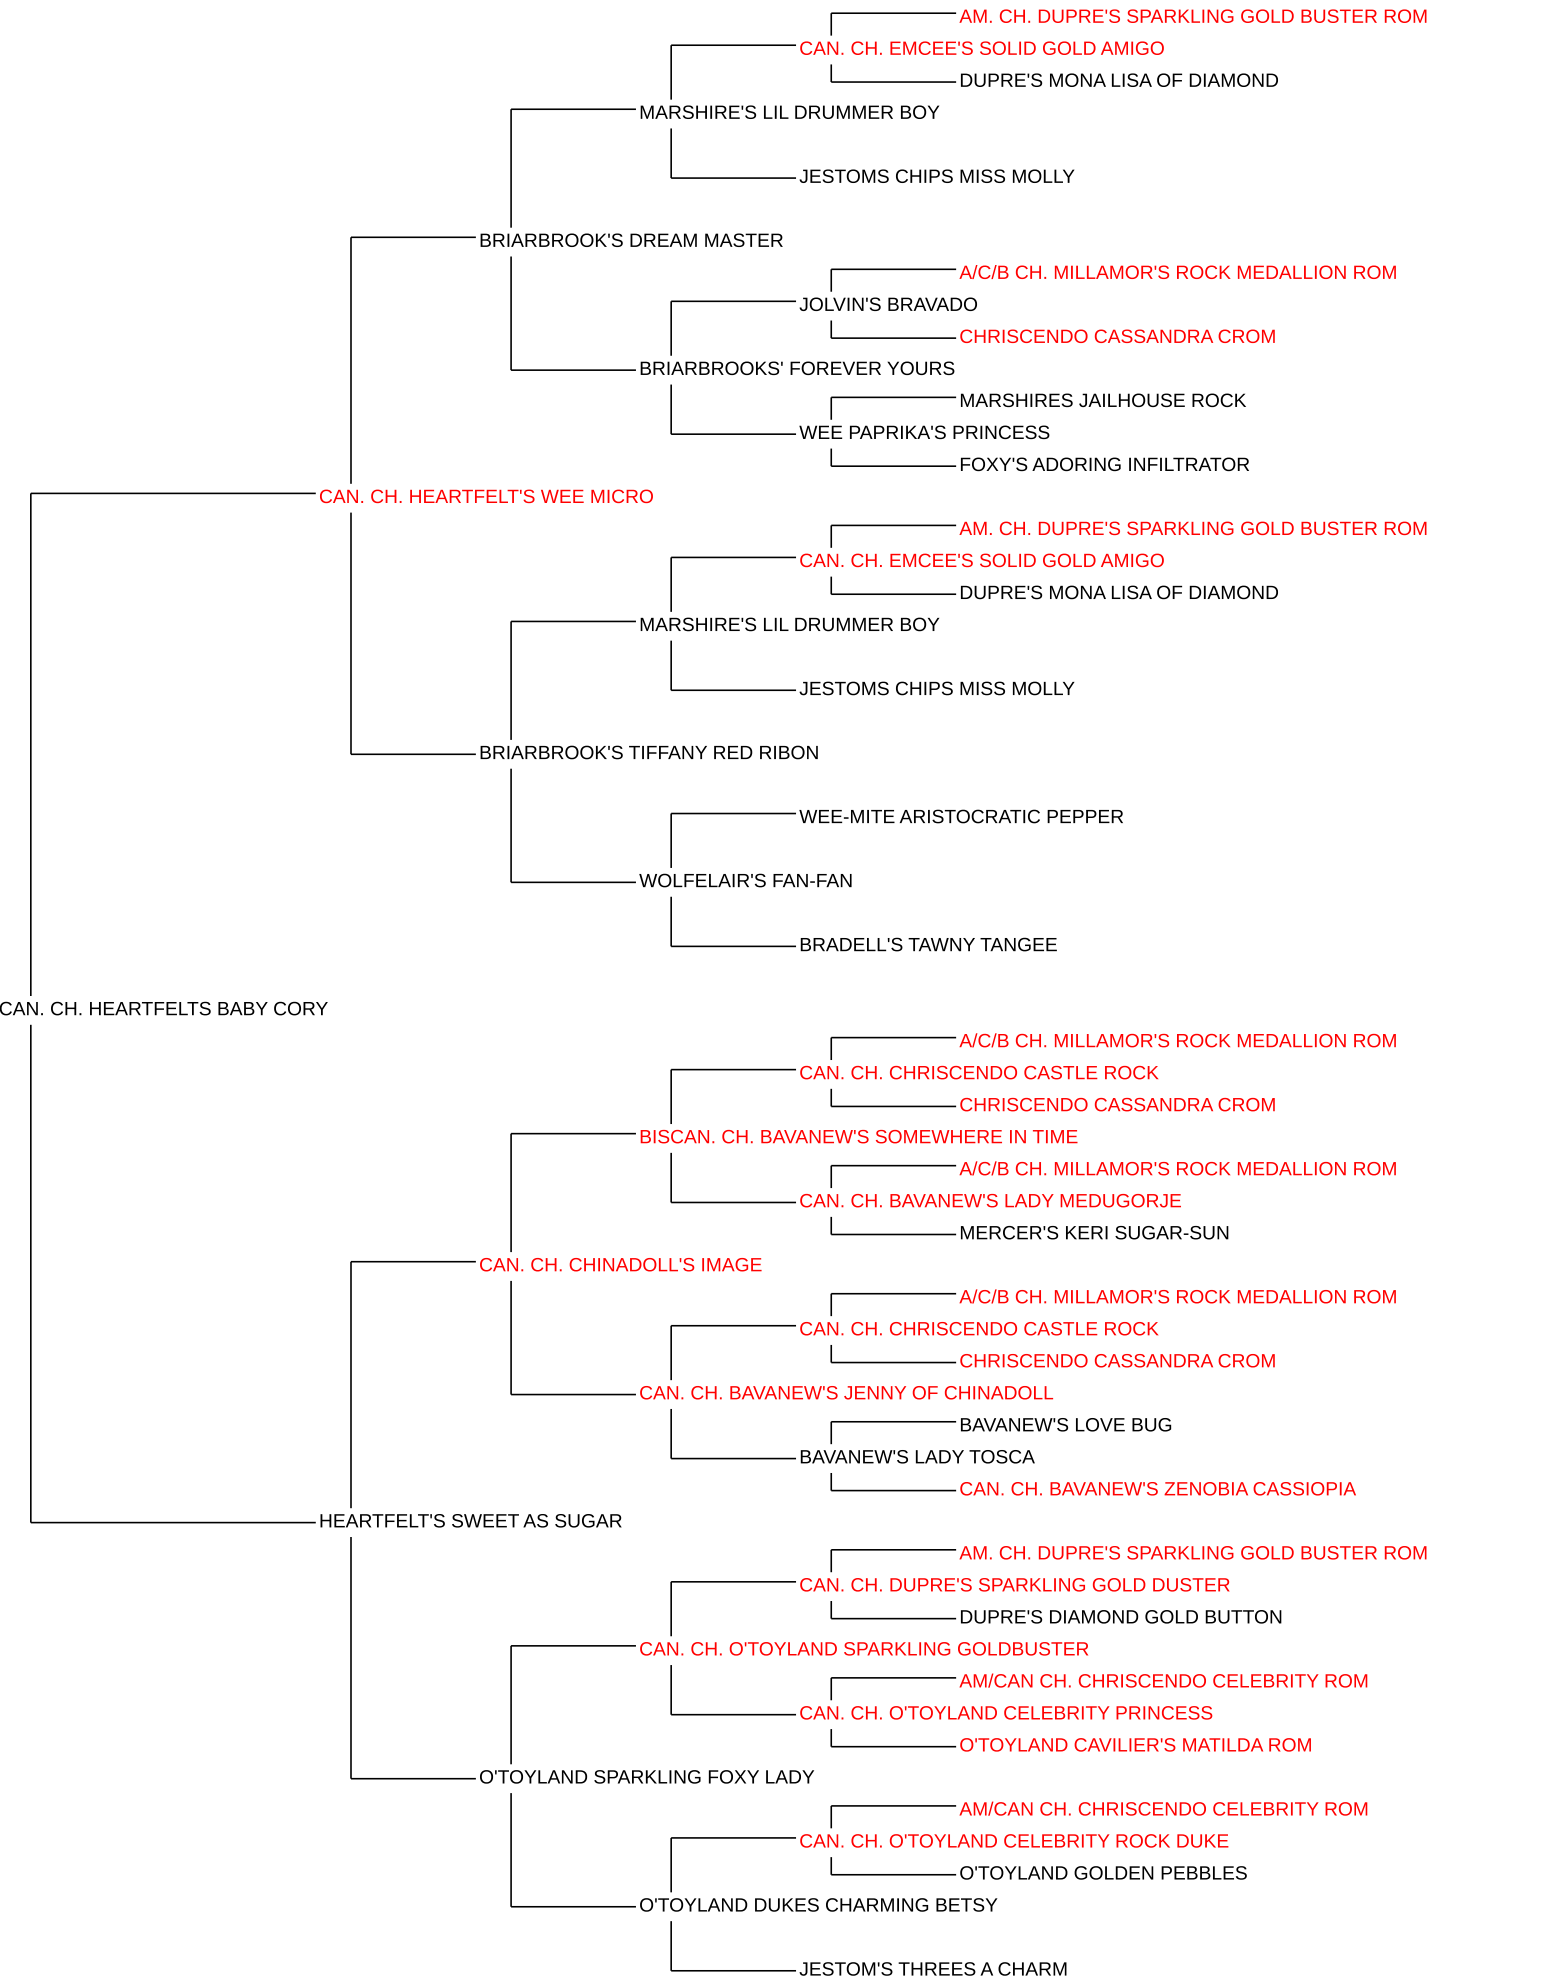 AM. CH. DUPRE'S SPARKLING GOLD BUSTER ROM
CAN. CH. EMCEE'S SOLID GOLD AMIGO
DUPRE'S MONA LISA OF DIAMOND
MARSHIRE'S LIL DRUMMER BOY
JESTOMS CHIPS MISS MOLLY
BRIARBROOK'S DREAM MASTER
A/C/B CH. MILLAMOR'S ROCK MEDALLION ROM
JOLVIN'S BRAVADO
CHRISCENDO CASSANDRA CROM
BRIARBROOKS' FOREVER YOURS
MARSHIRES JAILHOUSE ROCK
WEE PAPRIKA'S PRINCESS
FOXY'S ADORING INFILTRATOR
CAN. CH. HEARTFELT'S WEE MICRO
AM. CH. DUPRE'S SPARKLING GOLD BUSTER ROM
CAN. CH. EMCEE'S SOLID GOLD AMIGO
DUPRE'S MONA LISA OF DIAMOND
MARSHIRE'S LIL DRUMMER BOY
JESTOMS CHIPS MISS MOLLY
BRIARBROOK'S TIFFANY RED RIBON
WEE-MITE ARISTOCRATIC PEPPER
WOLFELAIR'S FAN-FAN
BRADELL'S TAWNY TANGEE
CAN. CH. HEARTFELTS BABY CORY
A/C/B CH. MILLAMOR'S ROCK MEDALLION ROM
CAN. CH. CHRISCENDO CASTLE ROCK
CHRISCENDO CASSANDRA CROM
BISCAN. CH. BAVANEW'S SOMEWHERE IN TIME
A/C/B CH. MILLAMOR'S ROCK MEDALLION ROM
CAN. CH. BAVANEW'S LADY MEDUGORJE
MERCER'S KERI SUGAR-SUN
CAN. CH. CHINADOLL'S IMAGE
A/C/B CH. MILLAMOR'S ROCK MEDALLION ROM
CAN. CH. CHRISCENDO CASTLE ROCK
CHRISCENDO CASSANDRA CROM
CAN. CH. BAVANEW'S JENNY OF CHINADOLL
BAVANEW'S LOVE BUG
BAVANEW'S LADY TOSCA
CAN. CH. BAVANEW'S ZENOBIA CASSIOPIA
HEARTFELT'S SWEET AS SUGAR
AM. CH. DUPRE'S SPARKLING GOLD BUSTER ROM
CAN. CH. DUPRE'S SPARKLING GOLD DUSTER
DUPRE'S DIAMOND GOLD BUTTON
CAN. CH. O'TOYLAND SPARKLING GOLDBUSTER
AM/CAN CH. CHRISCENDO CELEBRITY ROM
CAN. CH. O'TOYLAND CELEBRITY PRINCESS
O'TOYLAND CAVILIER'S MATILDA ROM
O'TOYLAND SPARKLING FOXY LADY
AM/CAN CH. CHRISCENDO CELEBRITY ROM
CAN. CH. O'TOYLAND CELEBRITY ROCK DUKE
O'TOYLAND GOLDEN PEBBLES
O'TOYLAND DUKES CHARMING BETSY
JESTOM'S THREES A CHARM